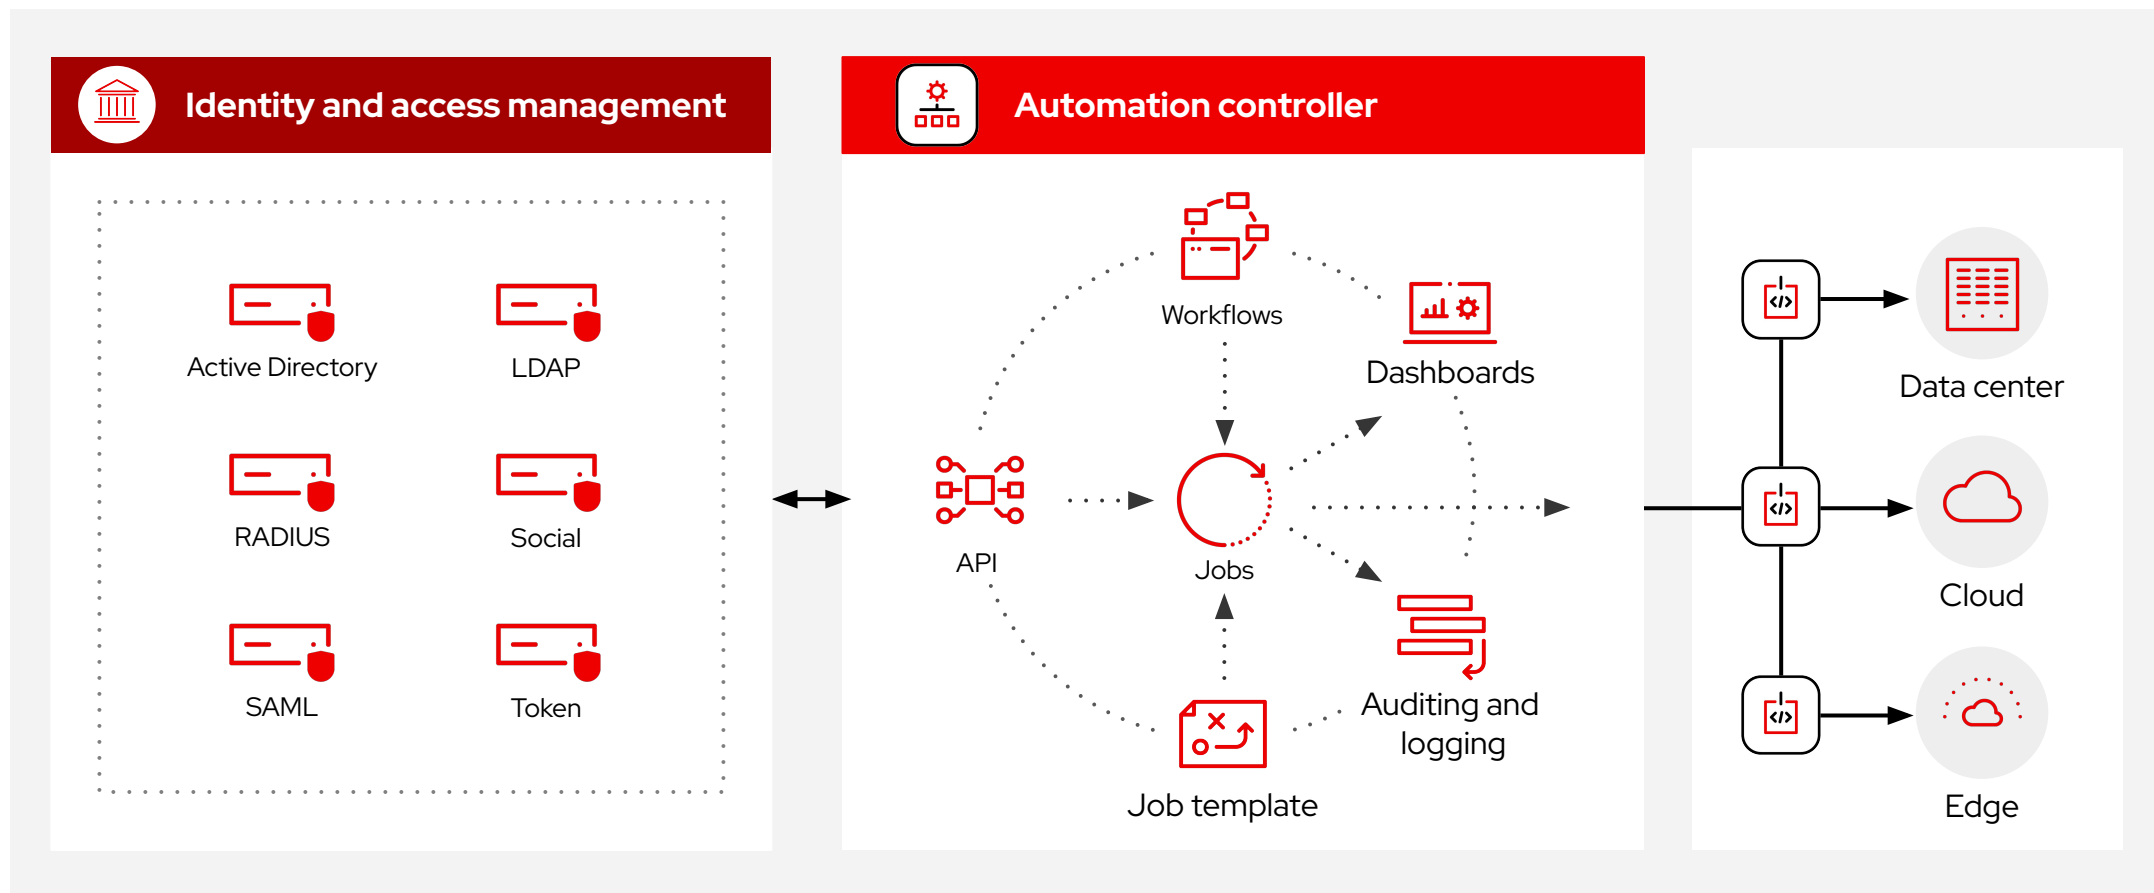 Identity and access management
Active Directory
LDAP
RADIUS
Social
SAML
Token
Automation controller
Workflows
Dashboards
API
Jobs
Auditing and
logging
Job template
Data center
Cloud
Edge